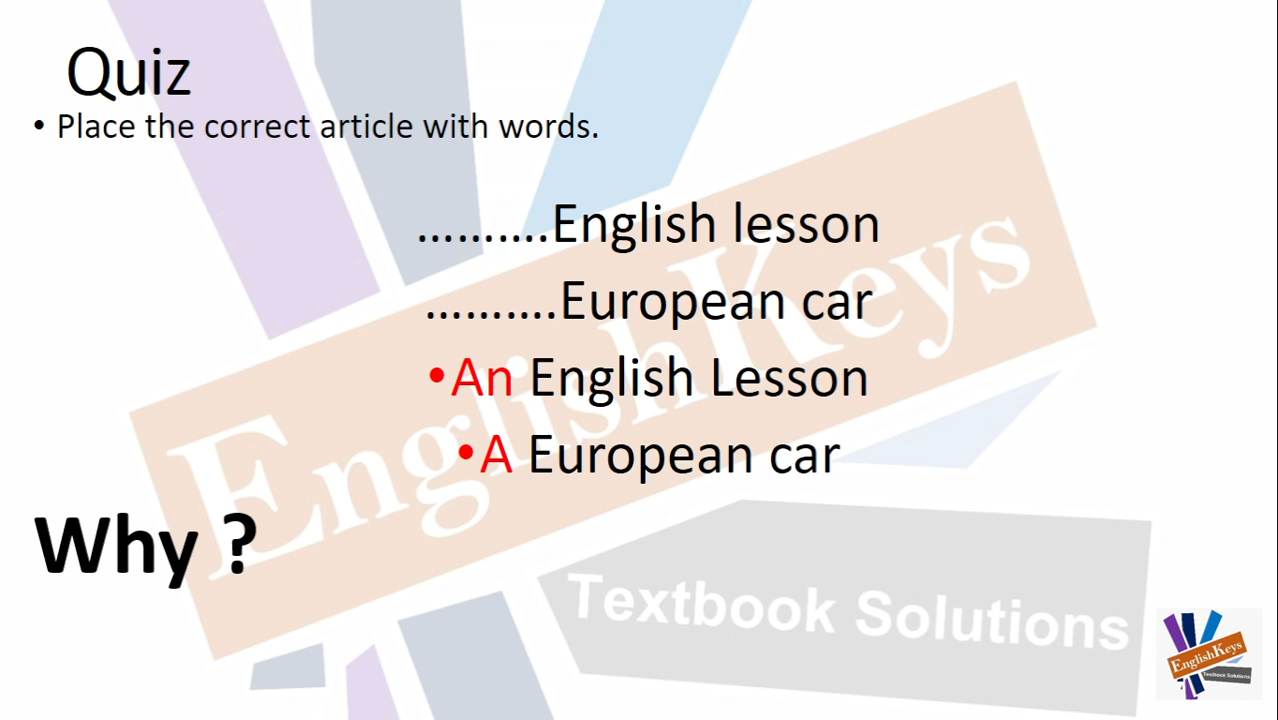 Quiz
• Place the correct article with words.
……….English lesson
……….European car
•An English Lesson
•A European car
Why ?
EnglishKeys
Textbook Solutions
EnglishKeys
Textbook Solutions